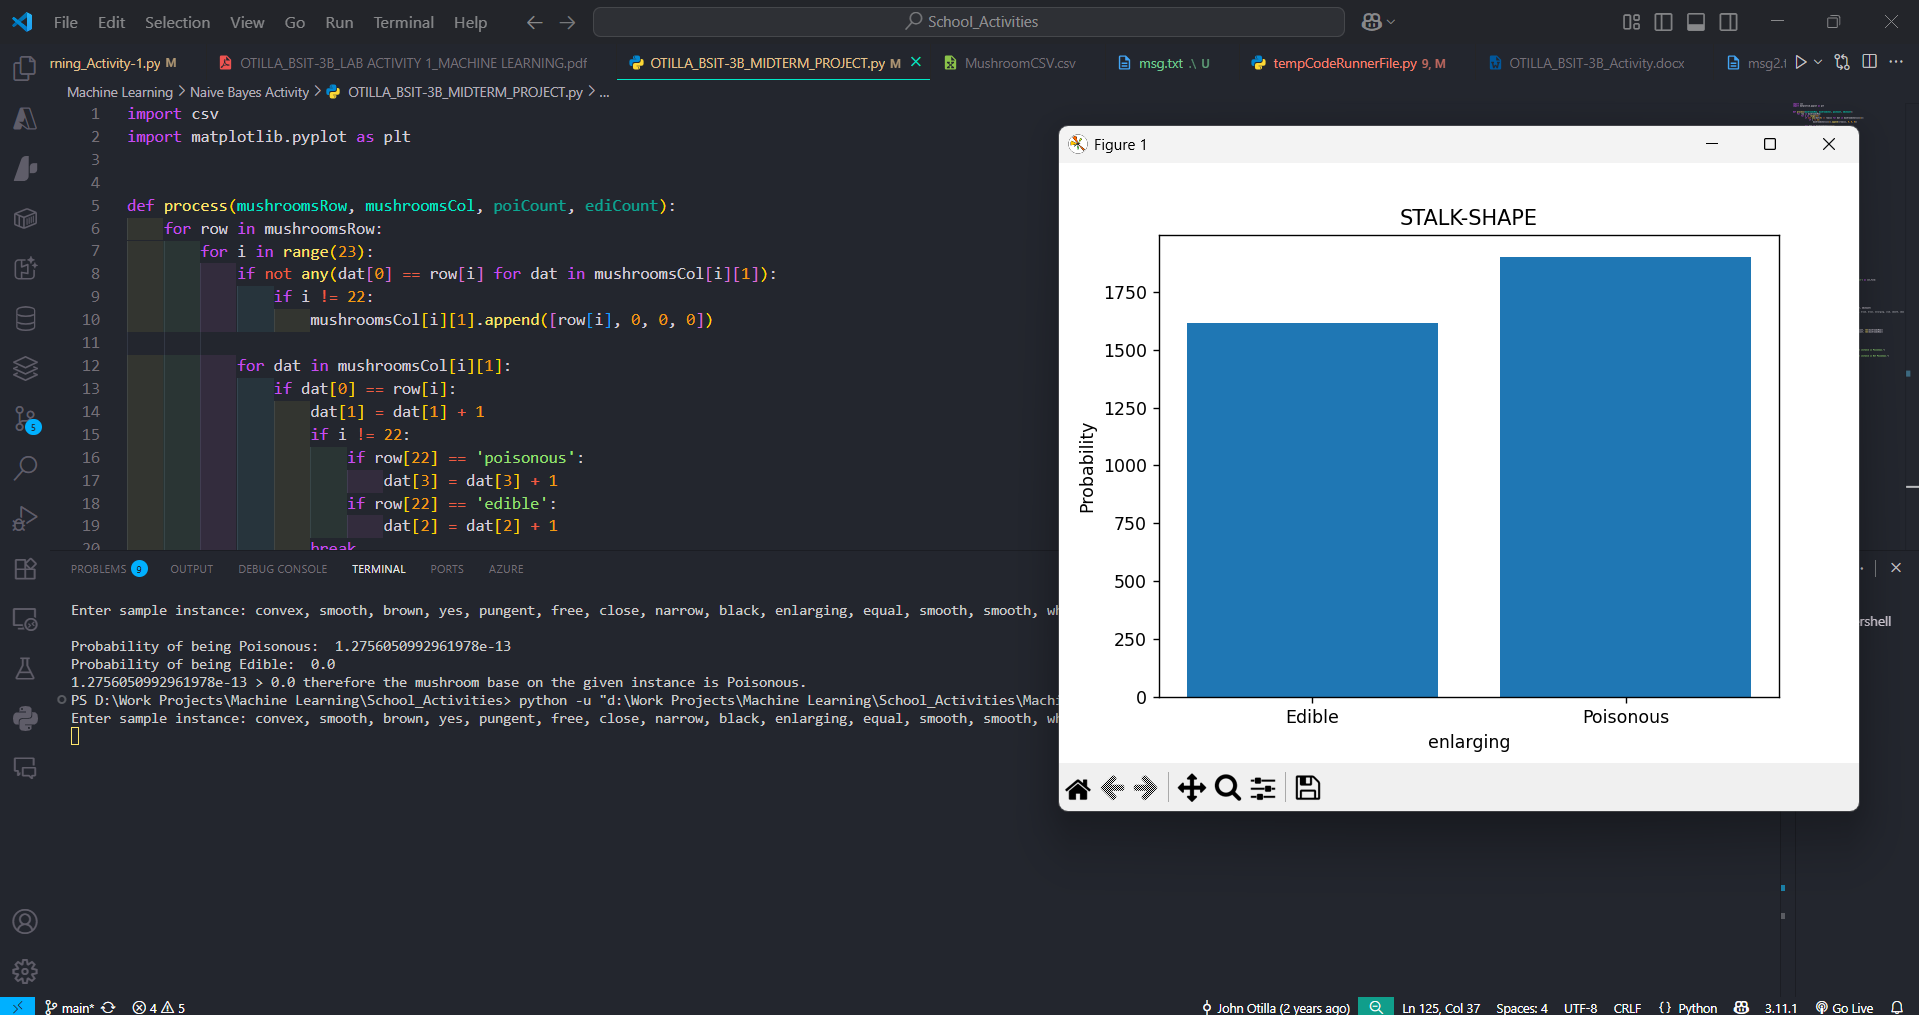 File Edit Selection View Go Run Terminal Help
School_Activities
rning_Activity-1.py M
OTILLA_BSIT-3B_LAB ACTIVITY 1_MACHINE LEARNING.pdf
OTILLA_BSIT-3B_MIDTERM_PROJECT.py M
MushroomCSV.csv
msg.txt .\ U
tempCodeRunnerFile.py 9, M
OTILLA_BSIT-3B_Activity.docx
msg2.t
Machine Learning > Naive Bayes Activity > OTILLA_BSIT-3B_MIDTERM_PROJECT.py > ...
1 import csv
2 import matplotlib.pyplot as plt
3
4
5 def process(mushroomsRow, mushroomsCol, poiCount, ediCount):
6 for row in mushroomsRow:
7 for i in range(23):
8 if not any(dat[0] == row[i] for dat in mushroomsCol[i][1]):
9 if i != 22:
10 mushroomsCol[i][1].append([row[i], 0, 0, 0])
11
12 for dat in mushroomsCol[i][1]:
13 if dat[0] == row[i]:
14 dat[1] = dat[1] + 1
15 if i != 22:
16 if row[22] == 'poisonous':
17 dat[3] = dat[3] + 1
18 if row[22] == 'edible':
19 dat[2] = dat[2] + 1
20 break
PROBLEMS 9 OUTPUT DEBUG CONSOLE TERMINAL PORTS AZURE
Enter sample instance: convex, smooth, brown, yes, pungent, free, close, narrow, black, enlarging, equal, smooth, smooth, wh
Probability of being Poisonous:  1.2756050992961978e-13
Probability of being Edible:  0.0
1.2756050992961978e-13 > 0.0 therefore the mushroom base on the given instance is Poisonous.
PS D:\Work Projects\Machine Learning\School_Activities> python -u "d:\Work Projects\Machine Learning\School_Activities\Machi
Enter sample instance: convex, smooth, brown, yes, pungent, free, close, narrow, black, enlarging, equal, smooth, smooth, wh
rshell
Figure 1
STALK-SHAPE
Probability
1750
1500
1250
1000
750
500
250
0
Edible Poisonous
enlarging
5
main* 4 5
John Otilla (2 years ago) Ln 125, Col 37 Spaces: 4 UTF-8 CRLF {} Python 3.11.1 Go Live